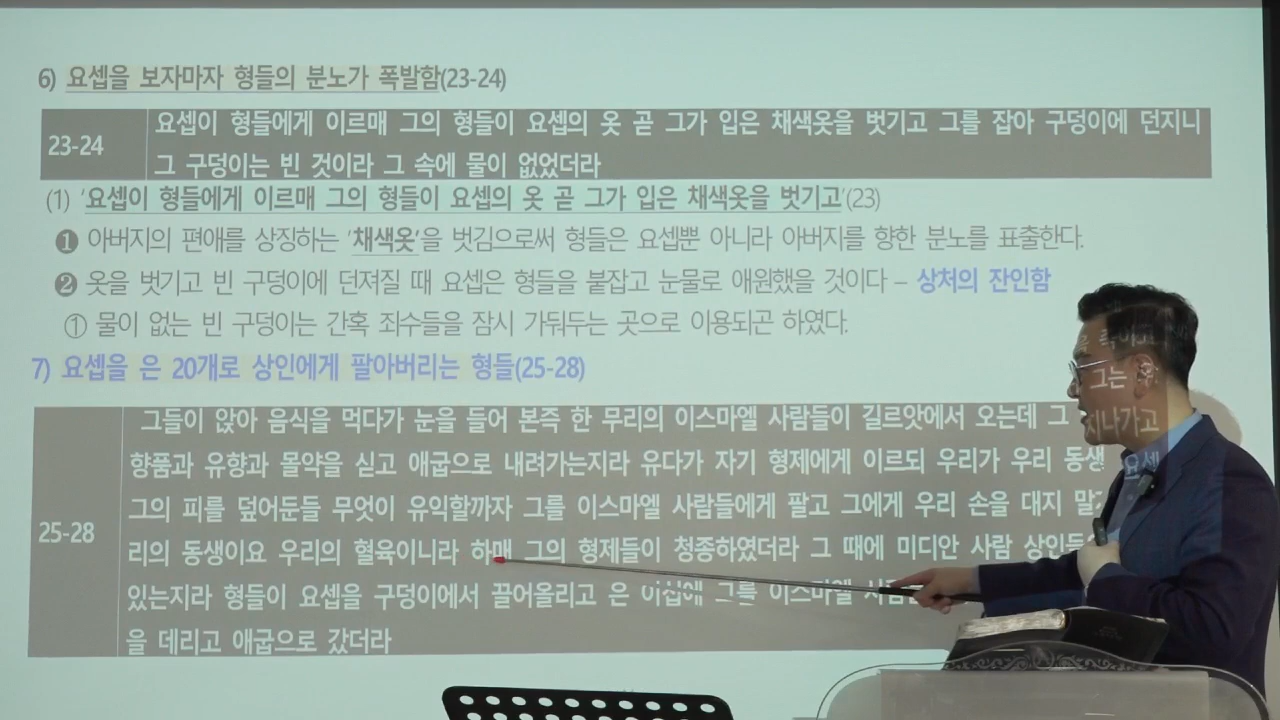 6) 요셉을 보자마자 형들의 분노가 폭발함(23-24)
23-24
요셉이 형들에게 이르매 그의 형들이 요셉의 옷 곧 그가 입은 채색옷을 벗기고 그를 잡아 구덩이에 던지니
그 구덩이는 빈 것이라 그 속에 물이 없었더라
(1) '요셉이 형들에게 이르매 그의 형들이 요셉의 옷 곧 그가 입은 채색옷을 벗기고'(23)
❶ 아버지의 편애를 상징하는 '채색옷'을 벗김으로써 형들은 요셉뿐 아니라 아버지를 향한 분노를 표출한다.
❷ 옷을 벗기고 빈 구덩이에 던져질 때 요셉은 형들을 붙잡고 눈물로 애원했을 것이다 – 상처의 잔인함
① 물이 없는 빈 구덩이는 간혹 죄수들을 잠시 가둬두는 곳으로 이용되곤 하였다.
7) 요셉을 은 20개로 상인에게 팔아버리는 형들(25-28)
25-28
그들이 앉아 음식을 먹다가 눈을 들어 본즉 한 무리의 이스마엘 사람들이 길르앗에서 오는데 그
향품과 유향과 몰약을 싣고 애굽으로 내려가는지라 유다가 자기 형제에게 이르되 우리가 우리 동생
그의 피를 덮어둔들 무엇이 유익할까 자 그를 이스마엘 사람들에게 팔고 그에게 우리 손을 대지 말
리의 동생이요 우리의 혈육이니라 하매 그의 형제들이 청종하였더라 그 때에 미디안 사람 상인들이 지나가고
있는지라 형들이 요셉을 구덩이에서 끌어올리고 은 이십에 그를 이스마엘
을 데리고 애굽으로 갔더라